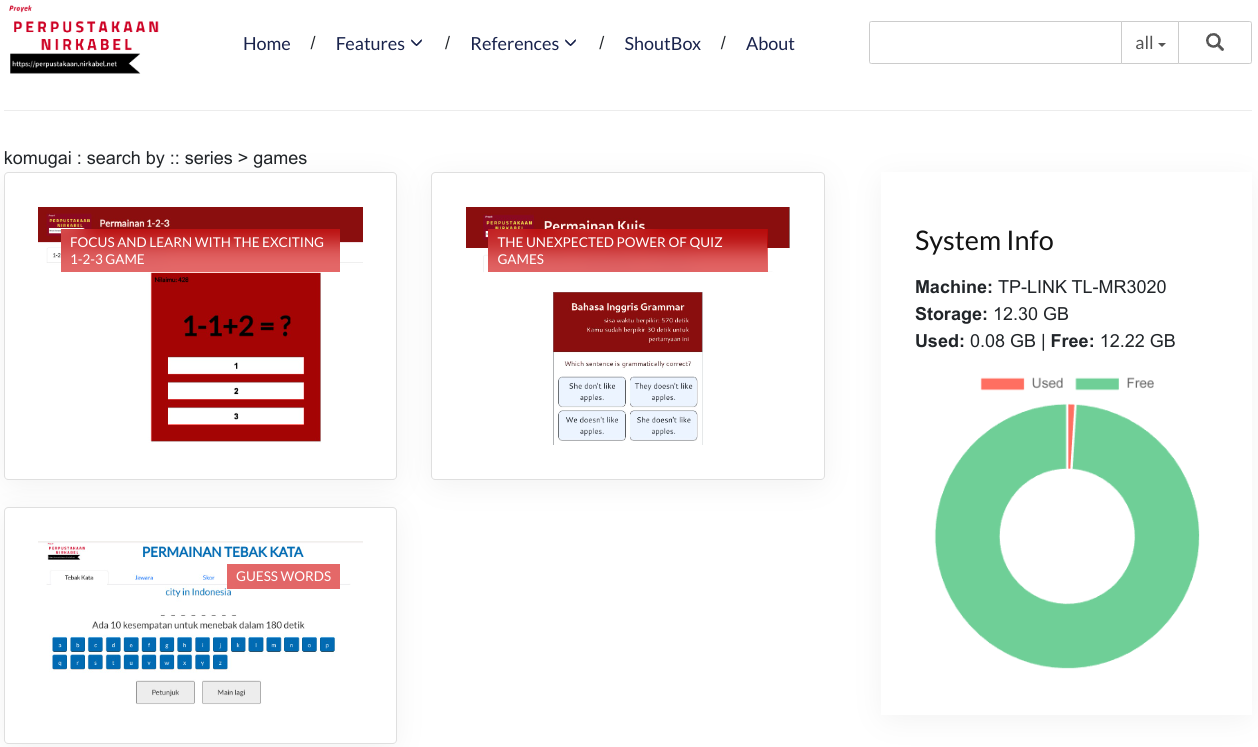 Proyek
PERPUSTAKAAN
NIRKABEL
https://perpustakaan.nirkabel.net
Home / Features / References / ShoutBox / About
all
komugai : search by :: series > games
PERPUSTAKAAN
NIRKABEL
Permainan 1-2-3
FOCUS AND LEARN WITH THE EXCITING
1-2-3 GAME
Nilaimu: 420
1-1+2 = ?
1
2
3
PERPUSTAKAAN
Permainan Kuis
THE UNEXPECTED POWER OF QUIZ
GAMES
Bahasa Inggris Grammar
sisa waktu berpikir: 570 detik
Kamu sudah berpikir 30 detik untuk
pertanyaan ini
Which sentence is grammatically correct?
She don't like
apples.
They doesn't like
apples.
We doesn't like
apples.
She doesn't like
apples.
PERPUSTAKAAN
NIRKABEL
PERMAINAN TEBAK KATA
Tebak Kata
Jawara
Skor
GUESS WORDS
city in Indonesia
_ _ _ _ _ _ _ _
Ada 10 kesempatan untuk menebak dalam 180 detik
a b c d e f g h i j k l m n o p
q r s t u v w x y z
Petunjuk
Main lagi
System Info
Machine: TP-LINK TL-MR3020
Storage: 12.30 GB
Used: 0.08 GB | Free: 12.22 GB
Used
Free